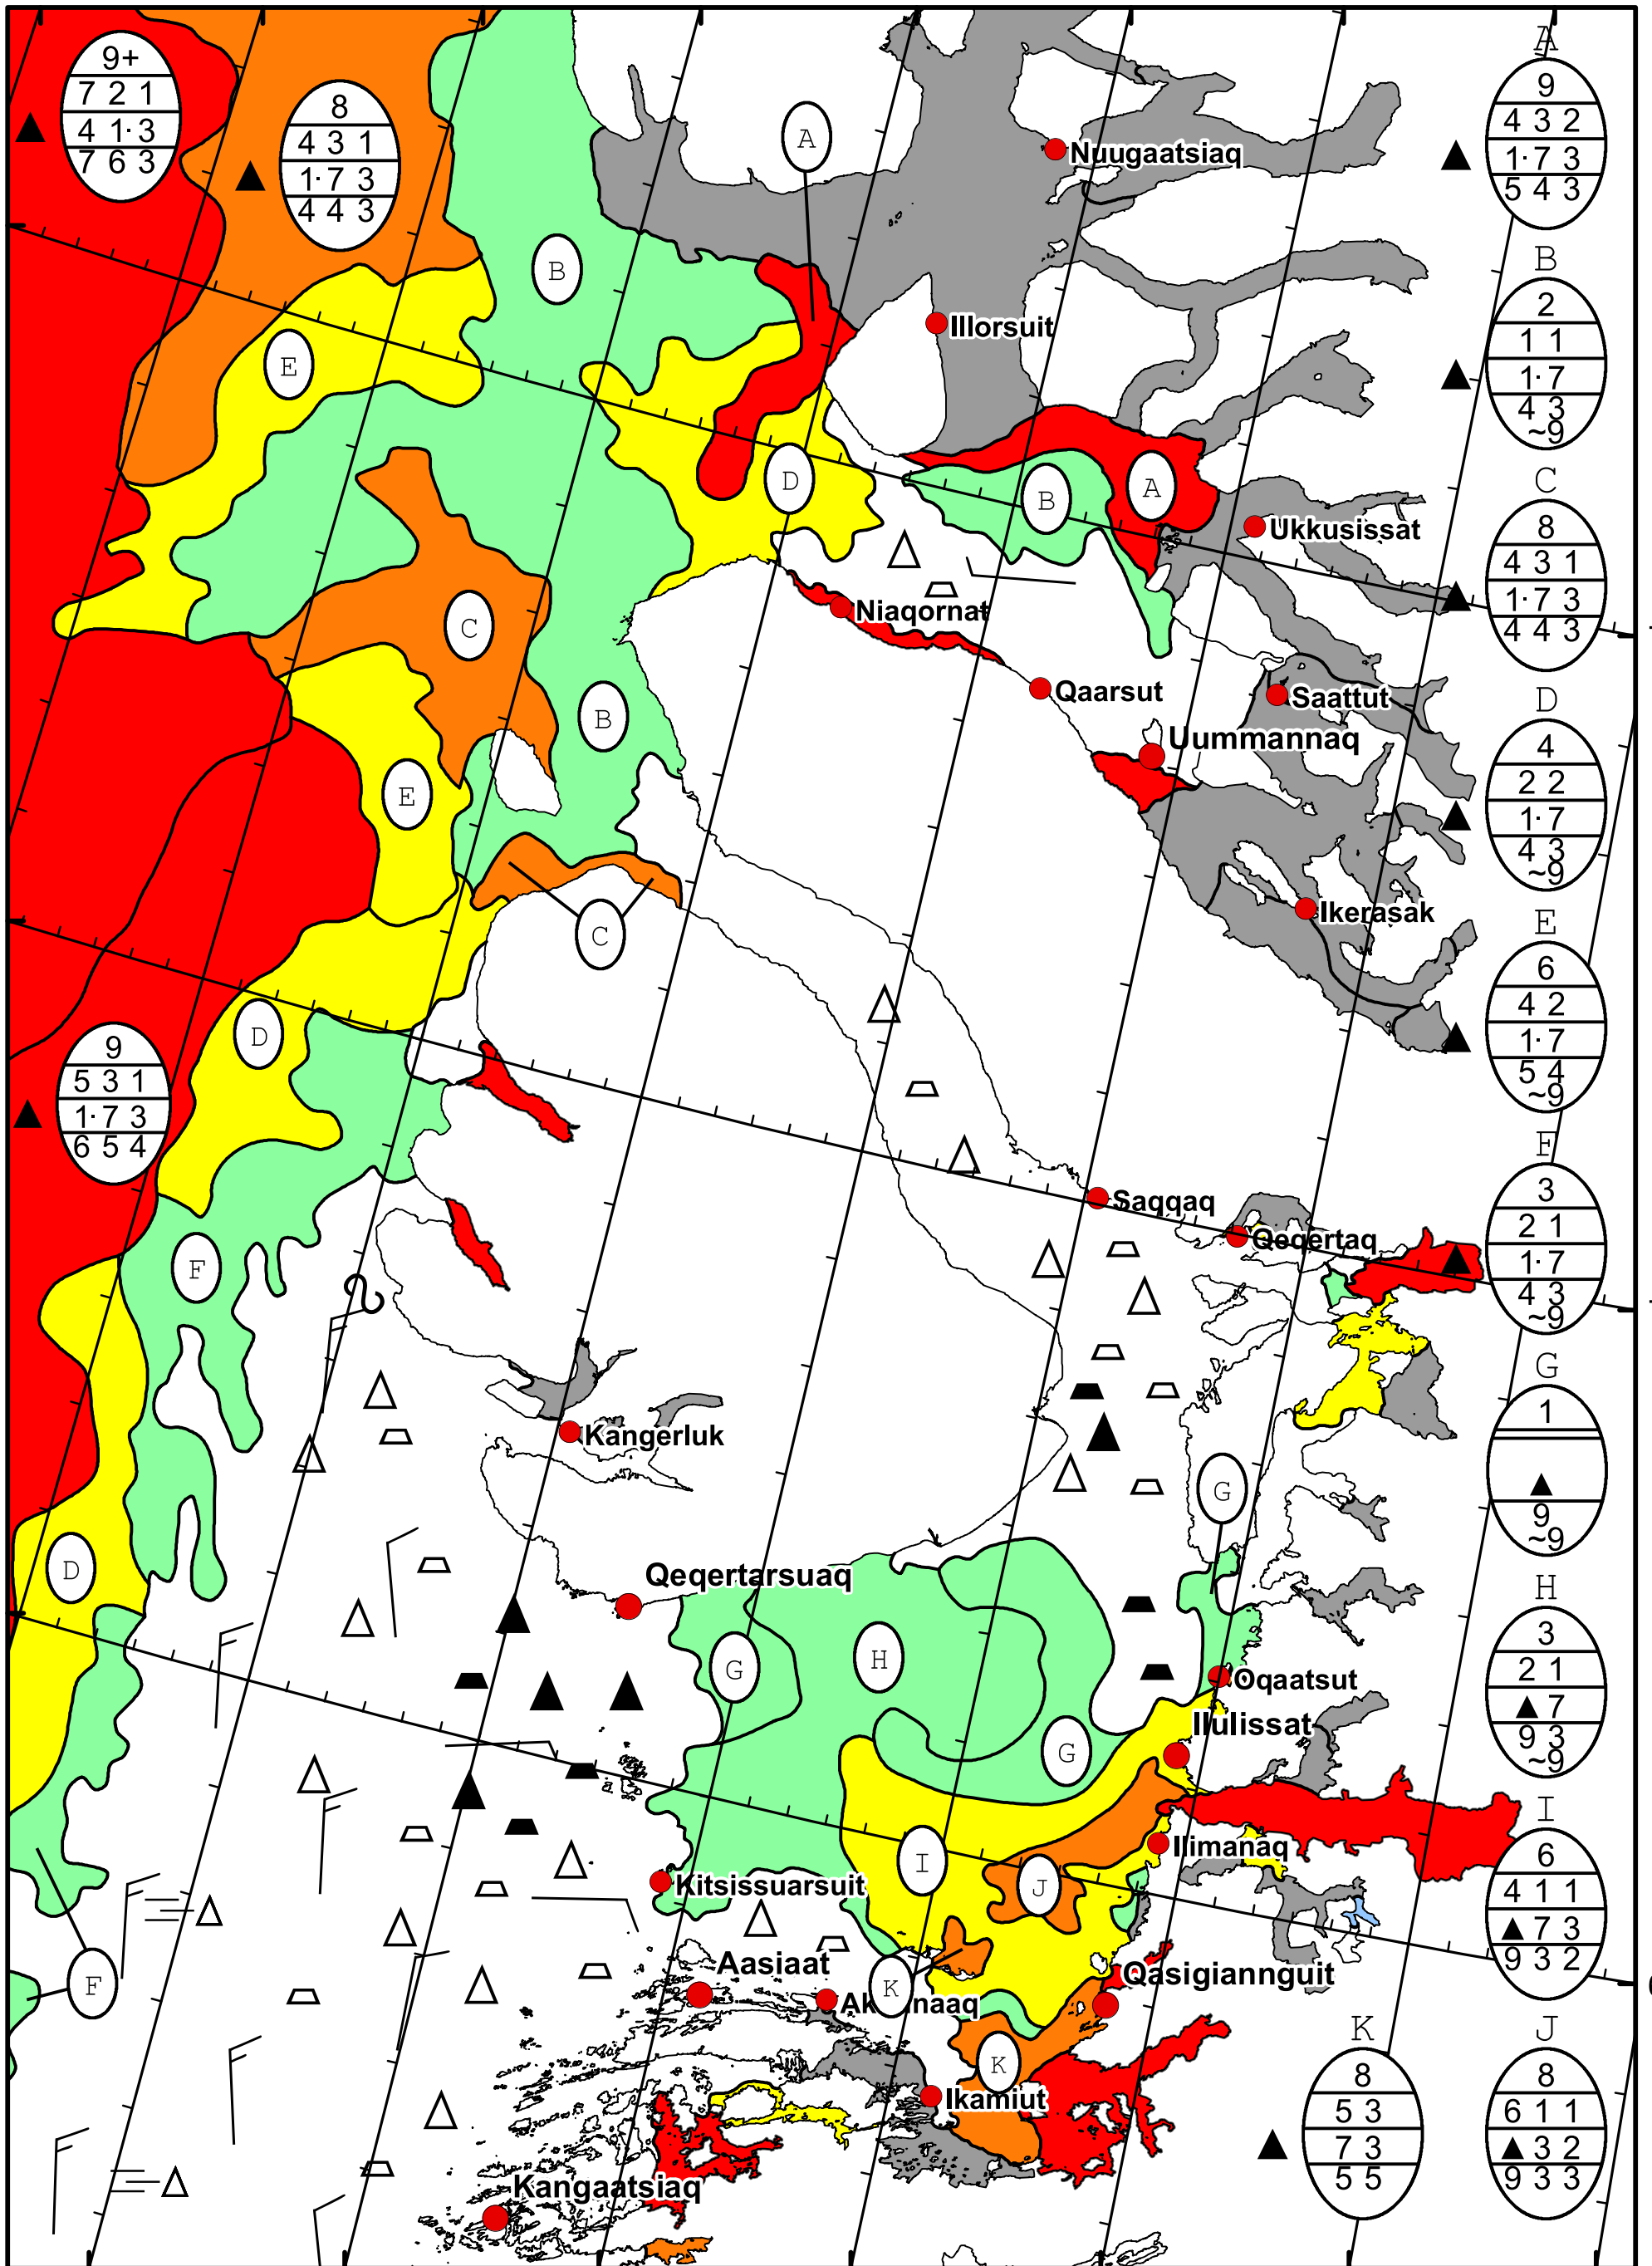 9+
7 2 1
4 1· 3
7 6 3
8
4 3 1
1· 7 3
4 4 3
A
B
E
D
B
A
C
B
E
C
D
9
5 3 1
1· 7 3
6 5 4
F
D
F
G
G
H
G
I
J
K
K
Nuugaatsiaq
Illorsuit
Ukkusissat
Niaqornat
Qaarsut
Saattut
Uummannaq
Ikerasak
Saqqaq
Qeqertaq
Kangerluk
Qeqertarsuaq
Oqaatsut
Ilulissat
Ilimanaq
Kitsissuarsuit
Aasiaat
Qasigiannguit
Ikamiut
Kangaatsiaq
A
9
4 3 2
1· 7 3
5 4 3
B
2
1 1
1· 7
4 3
~9
C
8
4 3 1
1· 7 3
4 4 3
D
4
2 2
1· 7
4 3
~9
E
6
4 2
1· 7
5 4
~9
F
3
2 1
1· 7
4 3
~9
G
1
9
~9
H
3
2 1
▲ 7
9 3
~9
I
6
4 1 1
▲ 7 3
9 3 2
K
8
5 3
7 3
5 5
J
8
6 1 1
▲ 3 2
9 3 3